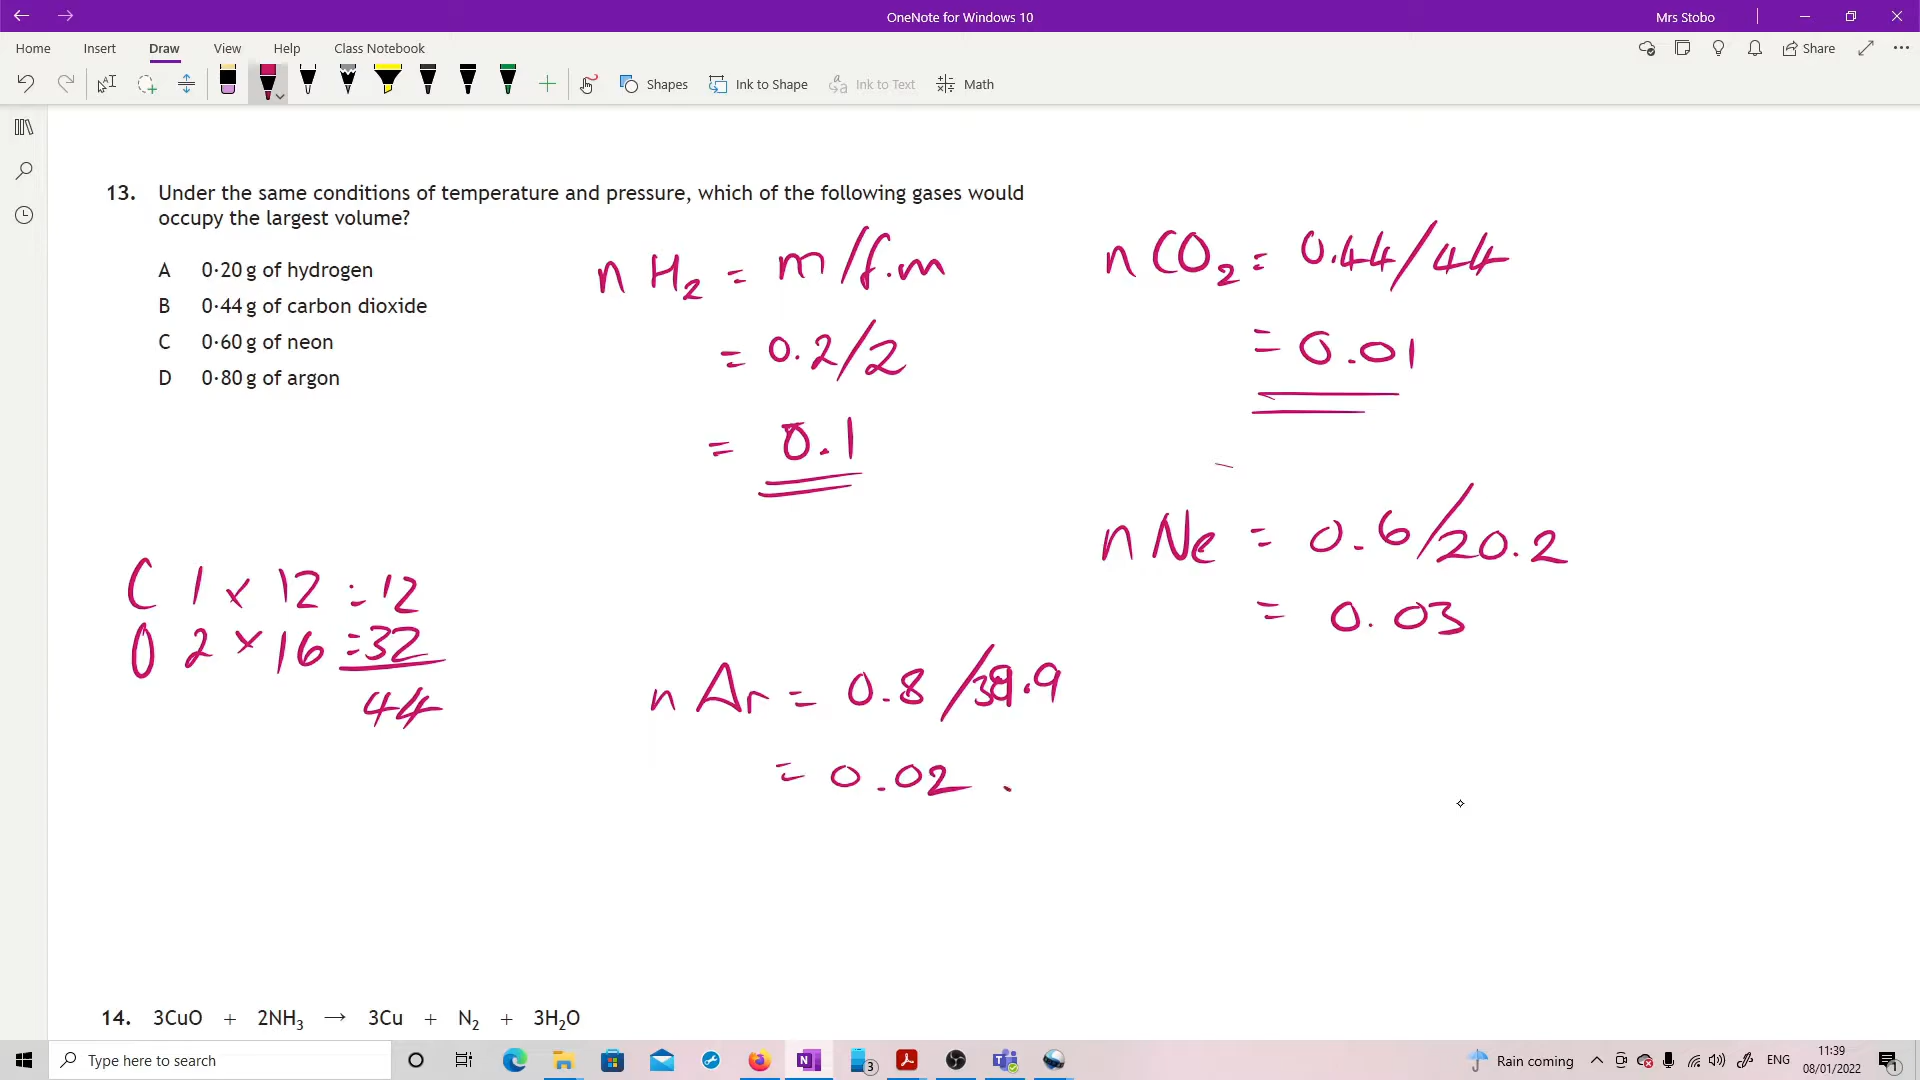 OneNote for Windows 10
Mrs Stobo
Home Insert Draw View Help Class Notebook
Share
Shapes Ink to Shape Ink to Text Math
13. Under the same conditions of temperature and pressure, which of the following gases would
occupy the largest volume?
A 0·20 g of hydrogen
B 0·44 g of carbon dioxide
C 0·60 g of neon
D 0·80 g of argon
n H₂ = m/f.m
= 0.2/2
= 0.1
n CO₂ = 0.44/44
= 0.01
n Ne = 0.6/20.2
= 0.03
C 1 × 12 = 12
O 2 × 16 = 32
44
n Ar = 0.8/39.9
= 0.02 .
14. 3CuO + 2NH₃ → 3Cu + N₂ + 3H₂O
Type here to search
3
Rain coming
ENG
11:39
08/01/2022
1